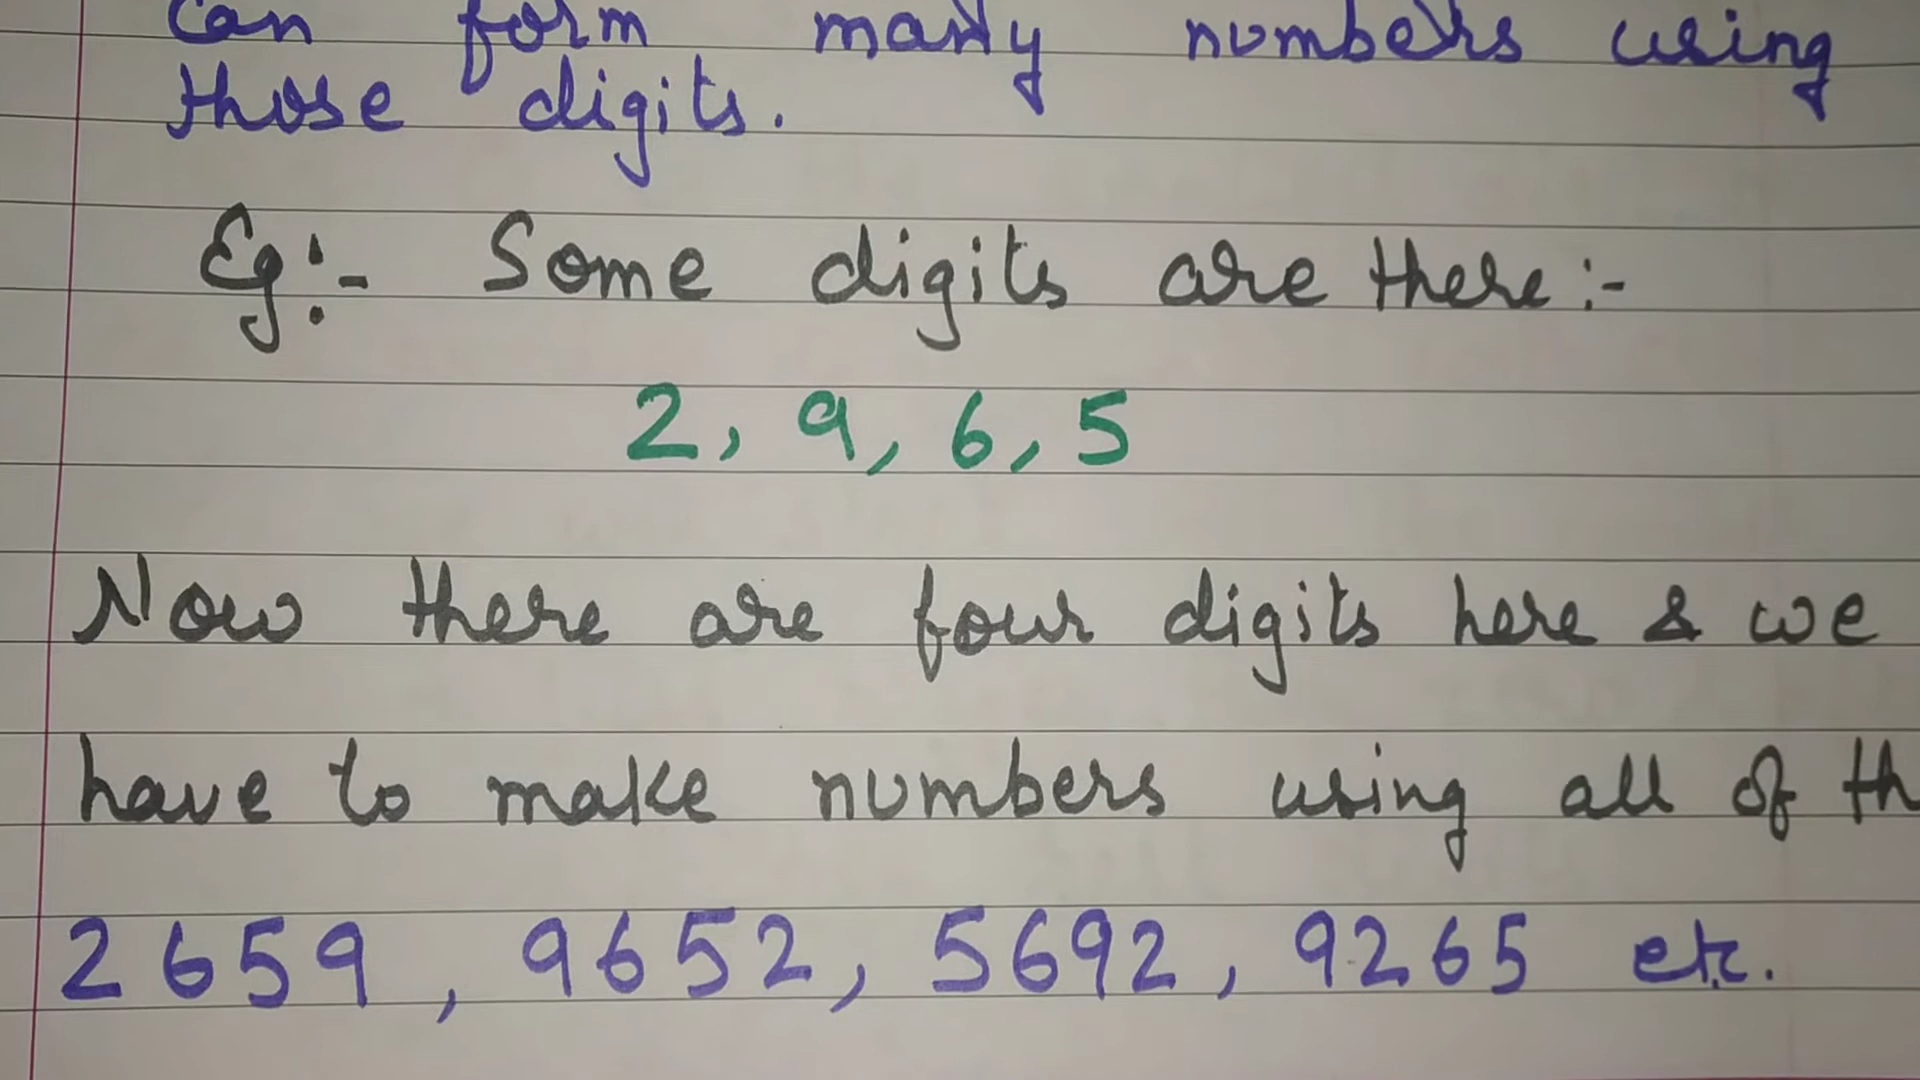 can form many numbers using
those digits.
Eg:- Some digits are there:-
2, 9, 6, 5
Now there are four digits here & we
have to make numbers using all of th
2659, 9652, 5692, 9265 etc.